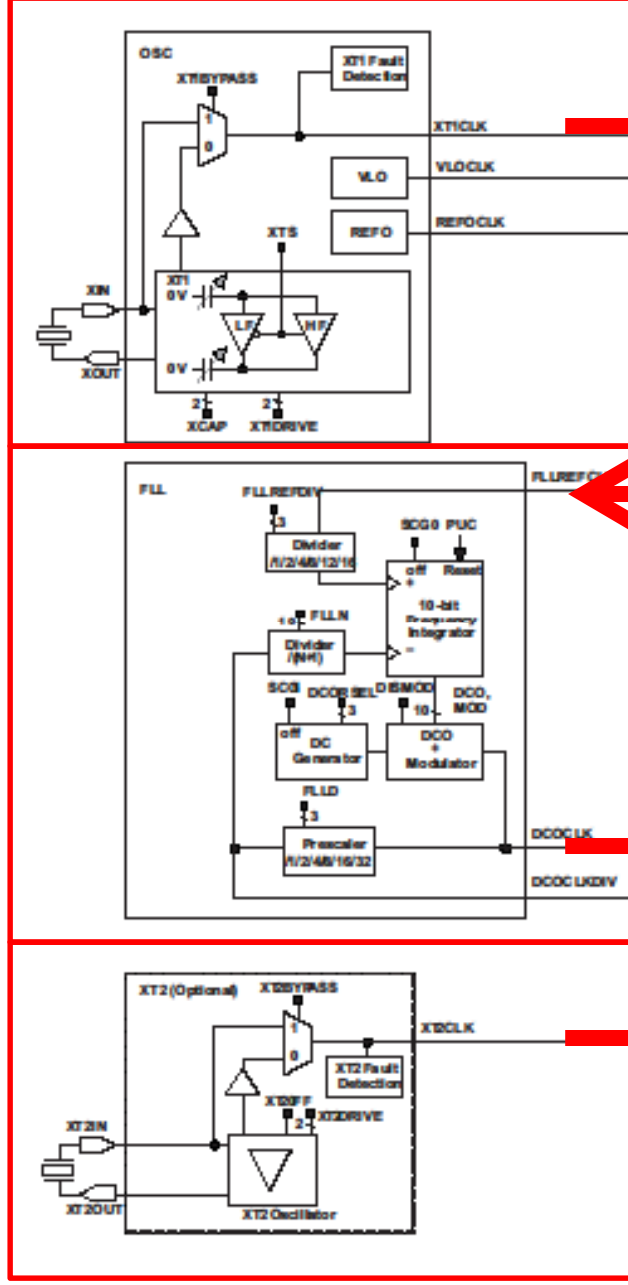 OSC
XT1 Fault
Detection
XT1BYPASS
1
0
XT1CLK
VLO
VLOCLK
REFO
REFOCLK
XTS
XT1
XIN
0V
LF
HF
0V
XOUT
2
2
XCAP
XT1DRIVE
FLL
FLLREFCL
FLLREFDIV
3
SCG0 PUC
Divider
/1/2/4/8/12/16
off
Reset
+
10-bit
Frequency
Integrator
10
FLLN
Divider
/(N+1)
−
SCG1
DCORSEL
DISMOD
DCO,
MOD
3
10
off
DC
Generator
DCO
+
Modulator
FLLD
3
Prescaler
/1/2/4/8/16/32
DCOCLK
DCOCLKDIV
XT2 (Optional)
XT2BYPASS
1
0
XT2CLK
XT2 Fault
Detection
XT2OFF
2
XT2DRIVE
XT2IN
XT2OUT
XT2 Oscillator